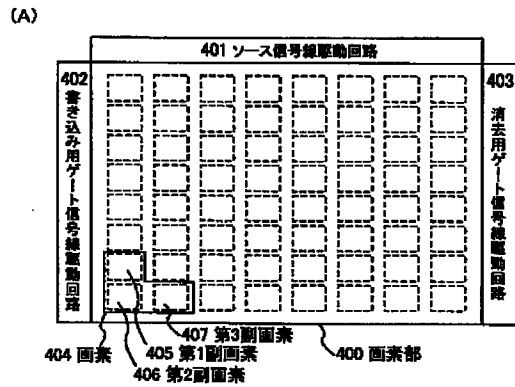 (A)
401 ソース信号線駆動回路
402 書き込み用ゲート信号線駆動回路
403 消去用ゲート信号線駆動回路
407 第3副画素
404 画素
405 第1副画素
400 画素部
406 第2副画素